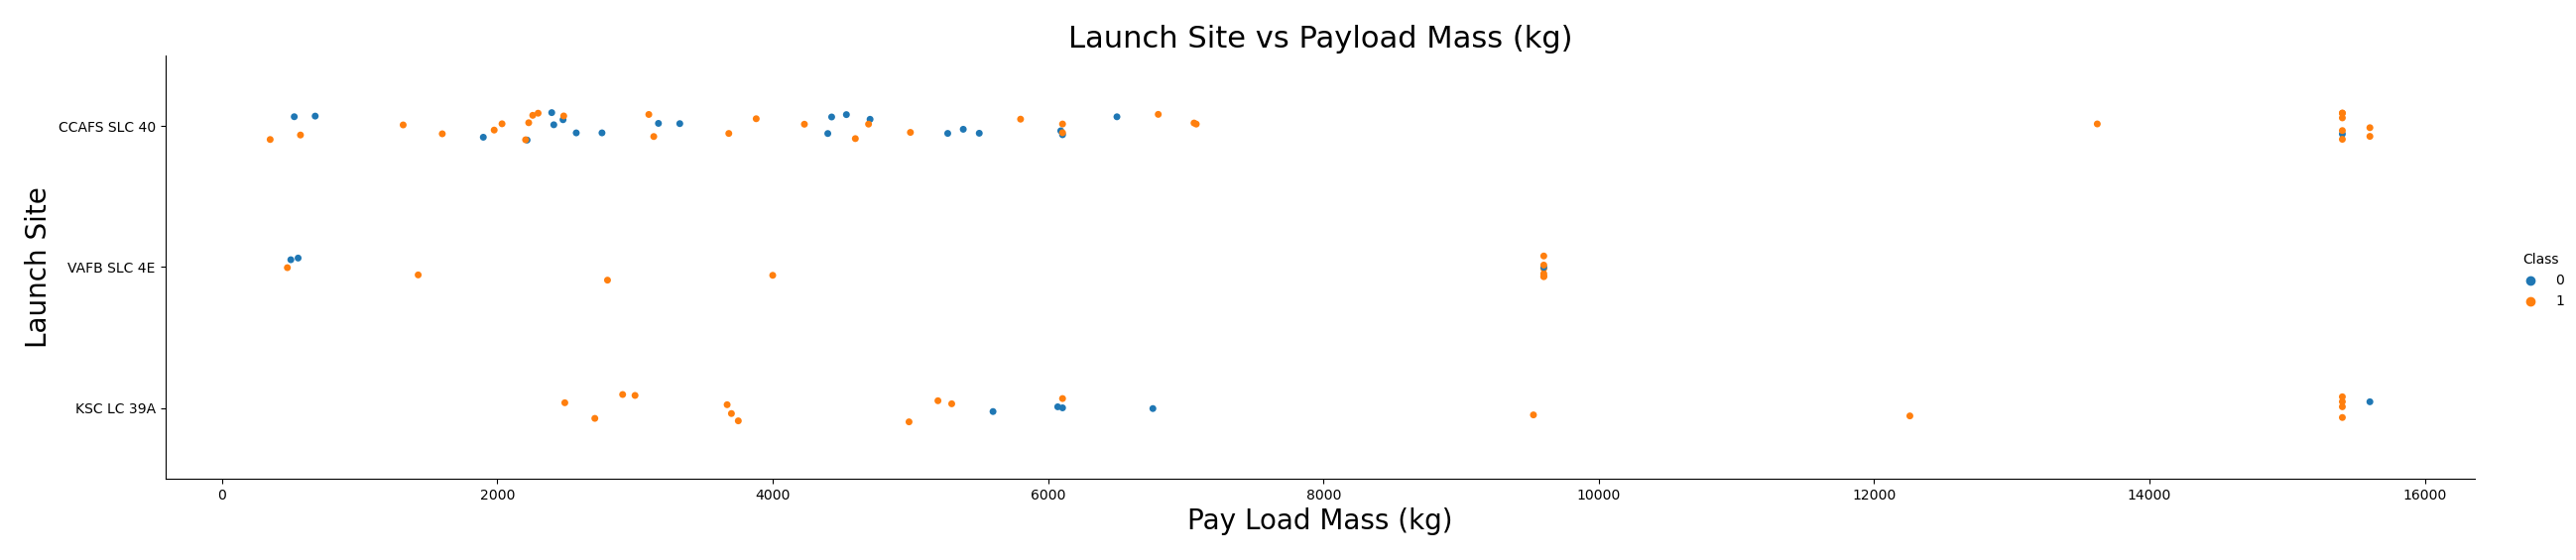 Launch Site vs Payload Mass (kg)
Launch Site
CCAFS SLC 40
VAFB SLC 4E
KSC LC 39A
0 2000 4000 6000 8000 10000 12000 14000 16000
Pay Load Mass (kg)
Class
0
1